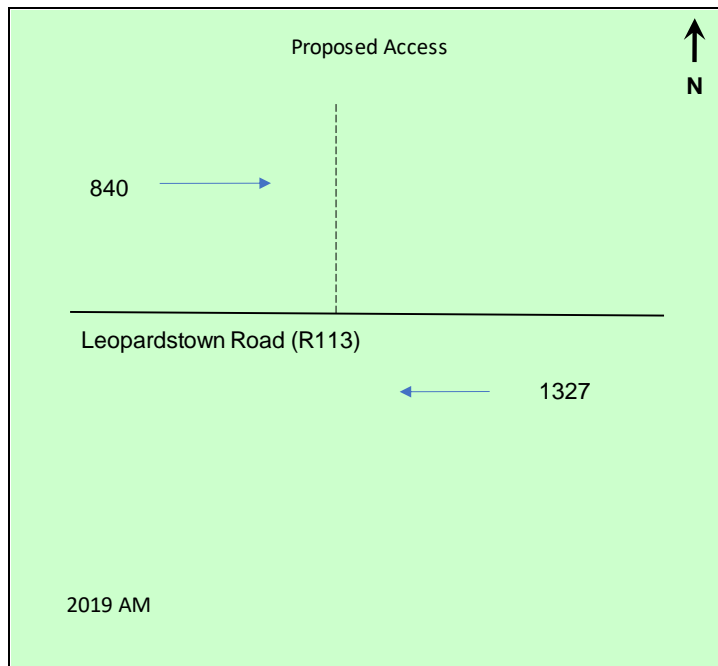 Proposed Access
N
840
Leopardstown Road (R113)
1327
2019 AM